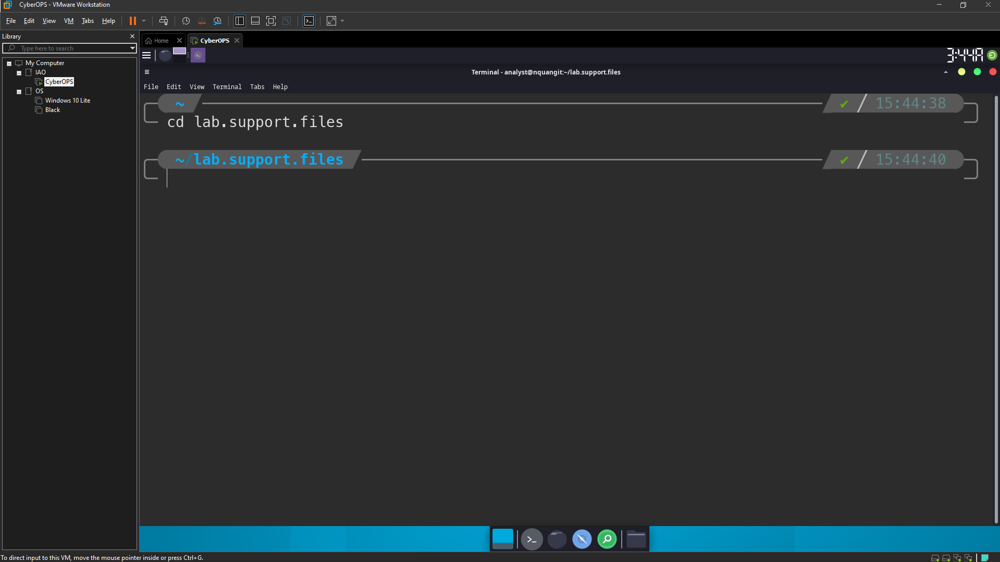 CyberOPS - VMware Workstation
File Edit View VM Tabs Help
Library
Type here to search
My Computer
IAO
CyberOPS
OS
Windows 10 Lite
Black
Home
CyberOPS
3:44
Terminal - analyst@nquangit:~/lab.support.files
File Edit View Terminal Tabs Help
~ ✔ 15:44:38
cd lab.support.files
~/lab.support.files ✔ 15:44:40
To direct input to this VM, move the mouse pointer inside or press Ctrl+G.